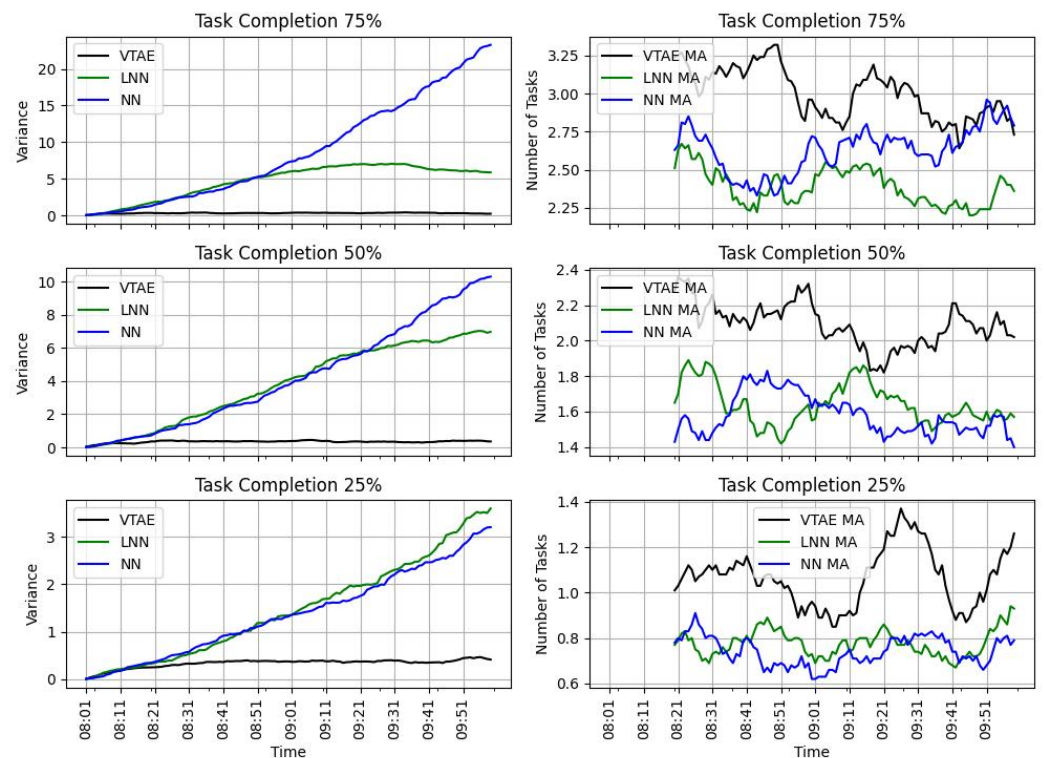 Task Completion 75%
VTAE
LNN
NN
20
15
10
5
0
Variance
Task Completion 75%
VTAE MA
LNN MA
NN MA
3.25
3.00
2.75
2.50
2.25
Number of Tasks
Task Completion 50%
VTAE
LNN
NN
10
8
6
4
2
0
Variance
Task Completion 50%
VTAE MA
LNN MA
NN MA
2.4
2.2
2.0
1.8
1.6
1.4
Number of Tasks
Task Completion 25%
VTAE
LNN
NN
3
2
1
0
Variance
08:01 08:11 08:21 08:31 08:41 08:51 09:01 09:11 09:21 09:31 09:41 09:51
Time
Task Completion 25%
VTAE MA
LNN MA
NN MA
1.4
1.2
1.0
0.8
0.6
Number of Tasks
08:01 08:11 08:21 08:31 08:41 08:51 09:01 09:11 09:21 09:31 09:41 09:51
Time